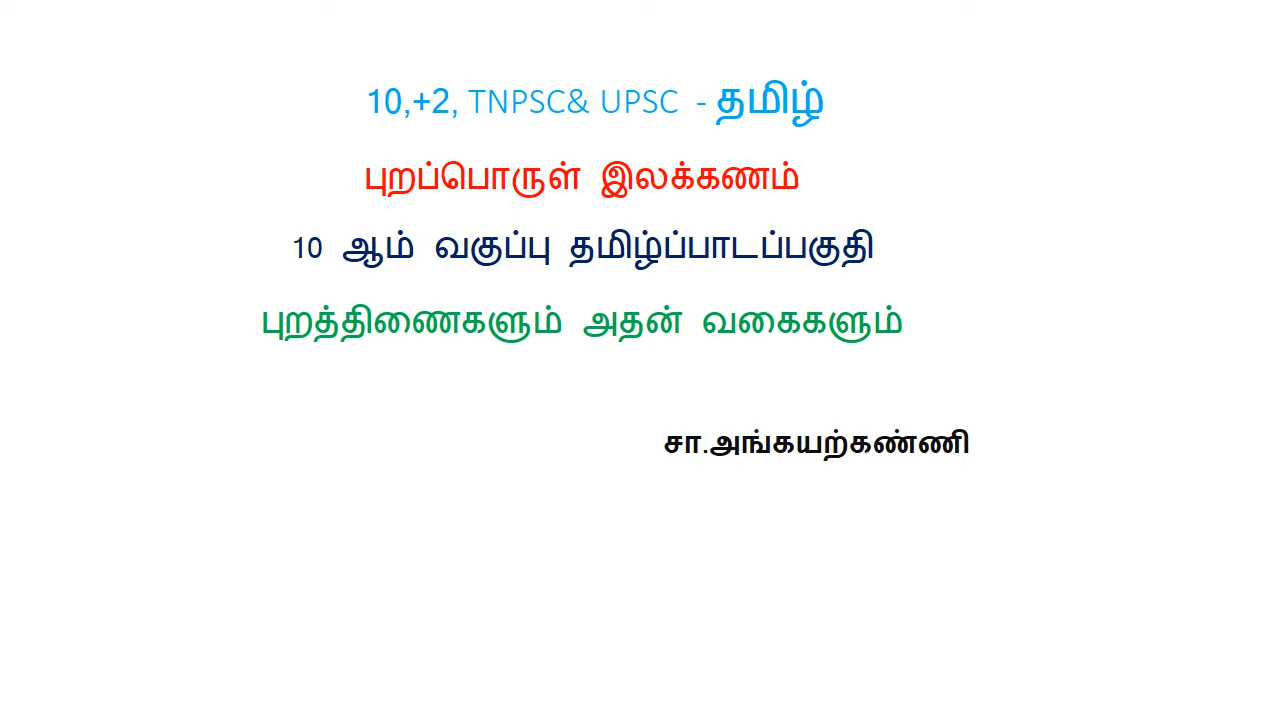 10,+2, TNPSC& UPSC - தமிழ்
புறப்பொருள் இலக்கணம்
10 ஆம் வகுப்பு தமிழ்ப்பாடப்பகுதி
புறத்திணைகளும் அதன் வகைகளும்
சா.அங்கயற்கண்ணி